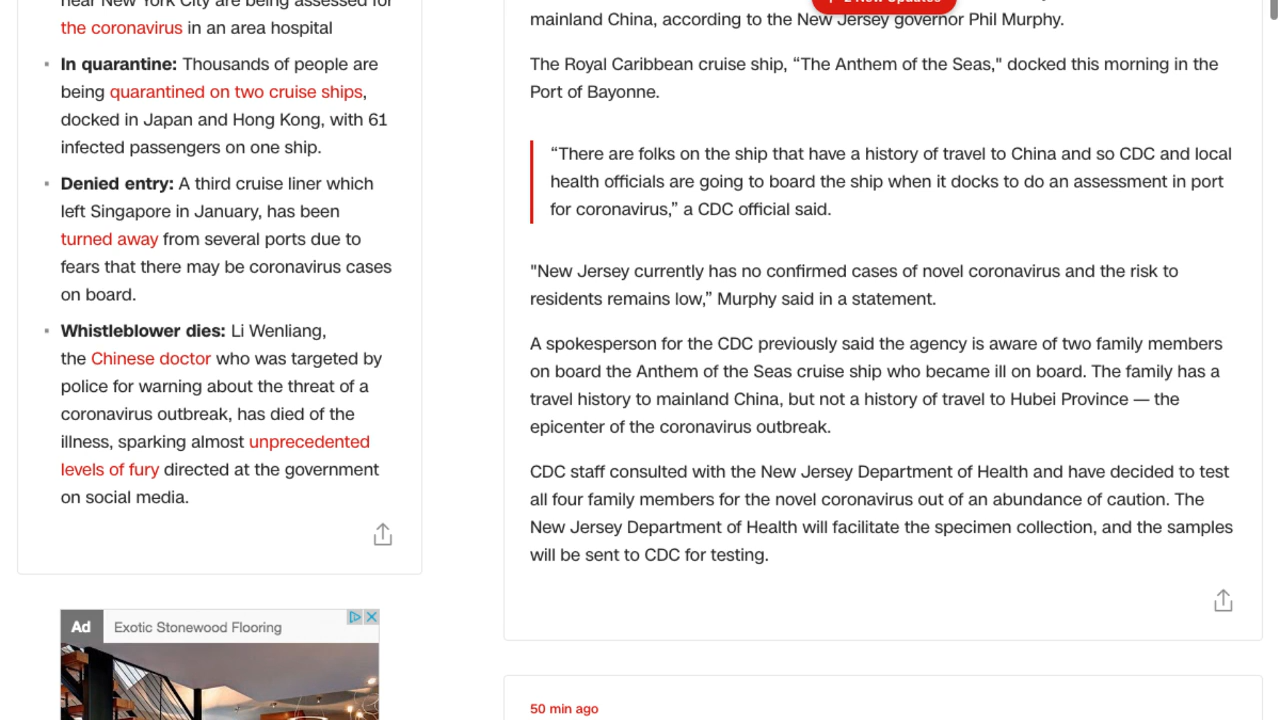 near New York City are being assessed for
the coronavirus in an area hospital
In quarantine: Thousands of people are
being quarantined on two cruise ships,
docked in Japan and Hong Kong, with 61
infected passengers on one ship.
Denied entry: A third cruise liner which
left Singapore in January, has been
turned away from several ports due to
fears that there may be coronavirus cases
on board.
Whistleblower dies: Li Wenliang,
the Chinese doctor who was targeted by
police for warning about the threat of a
coronavirus outbreak, has died of the
illness, sparking almost unprecedented
levels of fury directed at the government
on social media.
Ad
Exotic Stonewood Flooring
2 New Updates
mainland China, according to the New Jersey governor Phil Murphy.
The Royal Caribbean cruise ship, “The Anthem of the Seas," docked this morning in the
Port of Bayonne.
“There are folks on the ship that have a history of travel to China and so CDC and local
health officials are going to board the ship when it docks to do an assessment in port
for coronavirus,” a CDC official said.
"New Jersey currently has no confirmed cases of novel coronavirus and the risk to
residents remains low,” Murphy said in a statement.
A spokesperson for the CDC previously said the agency is aware of two family members
on board the Anthem of the Seas cruise ship who became ill on board. The family has a
travel history to mainland China, but not a history of travel to Hubei Province — the
epicenter of the coronavirus outbreak.
CDC staff consulted with the New Jersey Department of Health and have decided to test
all four family members for the novel coronavirus out of an abundance of caution. The
New Jersey Department of Health will facilitate the specimen collection, and the samples
will be sent to CDC for testing.
50 min ago